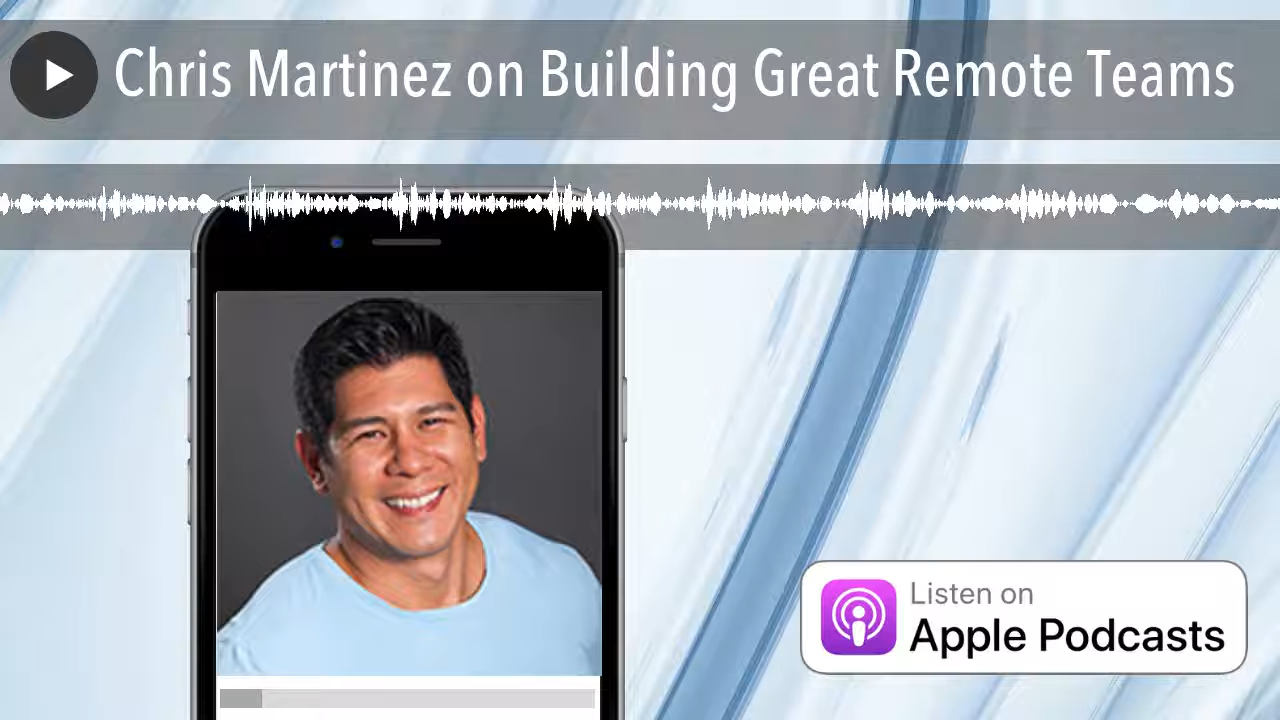 Chris Martinez on Building Great Remote Teams
Listen on
Apple Podcasts